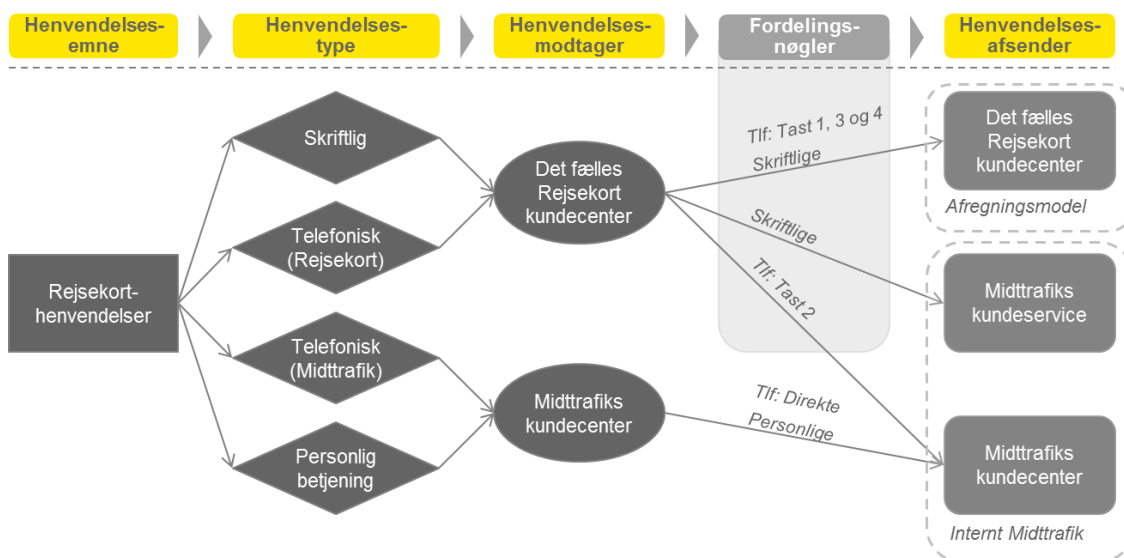 Henvendelses-
emne
Henvendelses-
type
Henvendelses-
modtager
Fordelings-
nøgler
Henvendelses-
afsender
Skriftlig
Telefonisk
(Rejsekort)
Rejsekort-
henvendelser
Telefonisk
(Midttrafik)
Personlig
betjening
Det fælles
Rejsekort
kundecenter
Midttrafiks
kundecenter
Tlf: Tast 1, 3 og 4
Skriftlige
Skriftlige
Tlf: Tast 2
Tlf: Direkte
Personlige
Det fælles
Rejsekort
kundecenter
Afregningsmodel
Midttrafiks
kundeservice
Midttrafiks
kundecenter
Internt Midttrafik